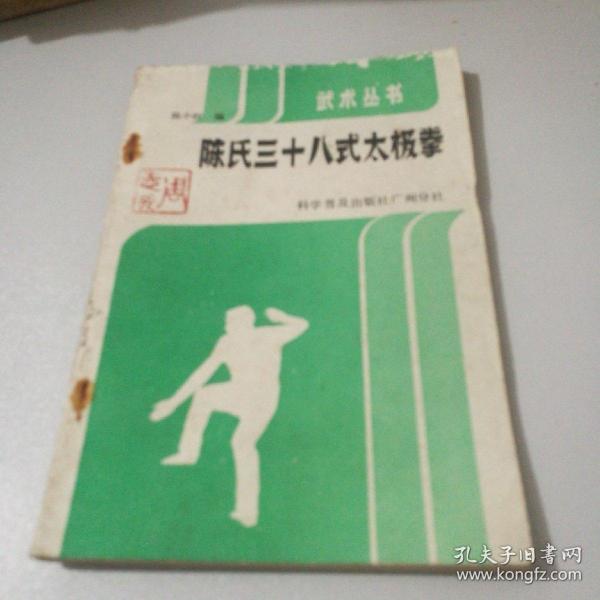 武术丛书
编
陈氏三十八式太极拳
科学普及出版社广州分社
孔夫子旧书网
www.kongfz.com